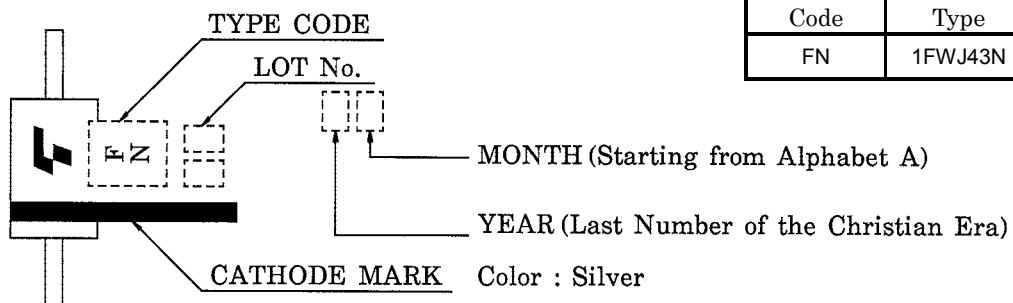 TYPE CODE
LOT No.
Code Type
FN 1FWJ43N
FN
MONTH (Starting from Alphabet A)
YEAR (Last Number of the Christian Era)
CATHODE MARK Color : Silver